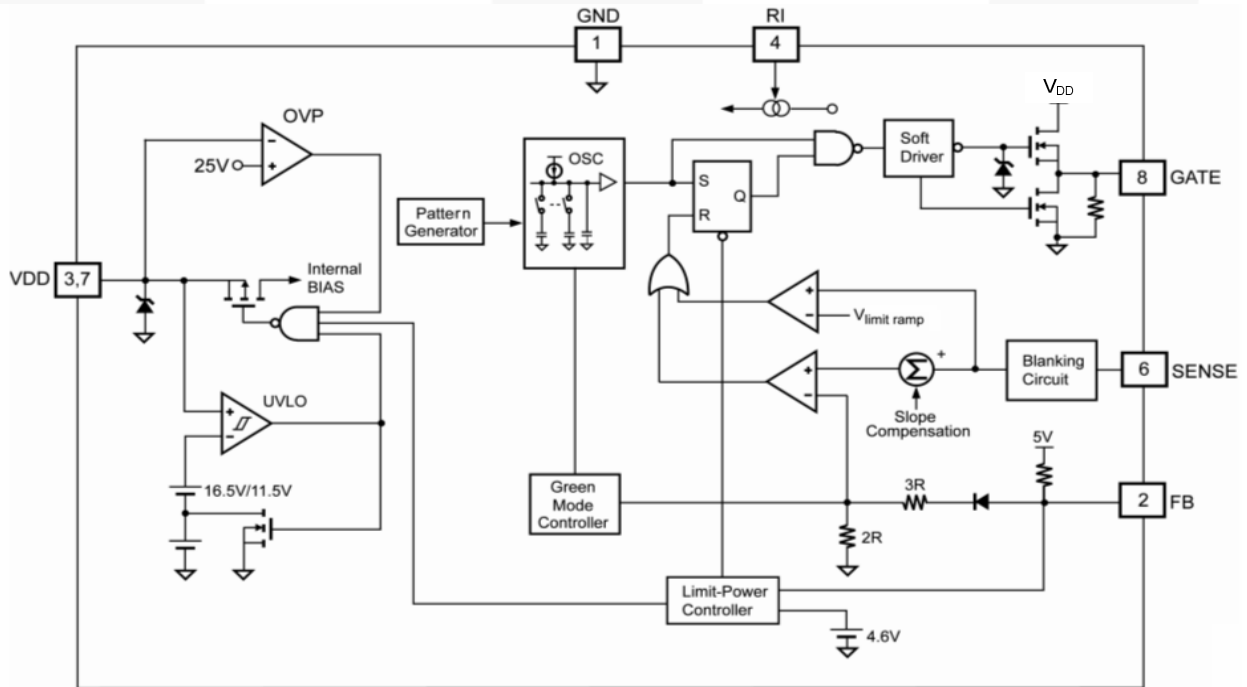 GND
1
RI
4
VDD
OVP
−
+
25V
OSC
Soft
Driver
8
GATE
Pattern
Generator
S
R
Q
VDD
3,7
Internal
BIAS
+
−
Vlimit ramp
+
−
Σ
+
Slope
Compensation
Blanking
Circuit
6
SENSE
UVLO
+
−
16.5V/11.5V
5V
Green
Mode
Controller
3R
2R
2
FB
Limit-Power
Controller
4.6V